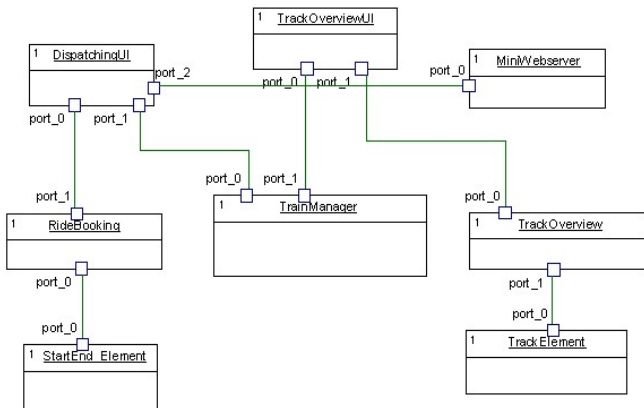 1 TrackOverviewUI
1 DispatchingUI
port_2
port_0 port_1
port_0
1 MiniWebserver
port_0 port_1
port_1
port_0 port_1
port_0
1 RideBooking
1 TrainManager
1 TrackOverview
port_0
port_1
port_0
port_0
1 StartEnd_Element
1 TrackElement